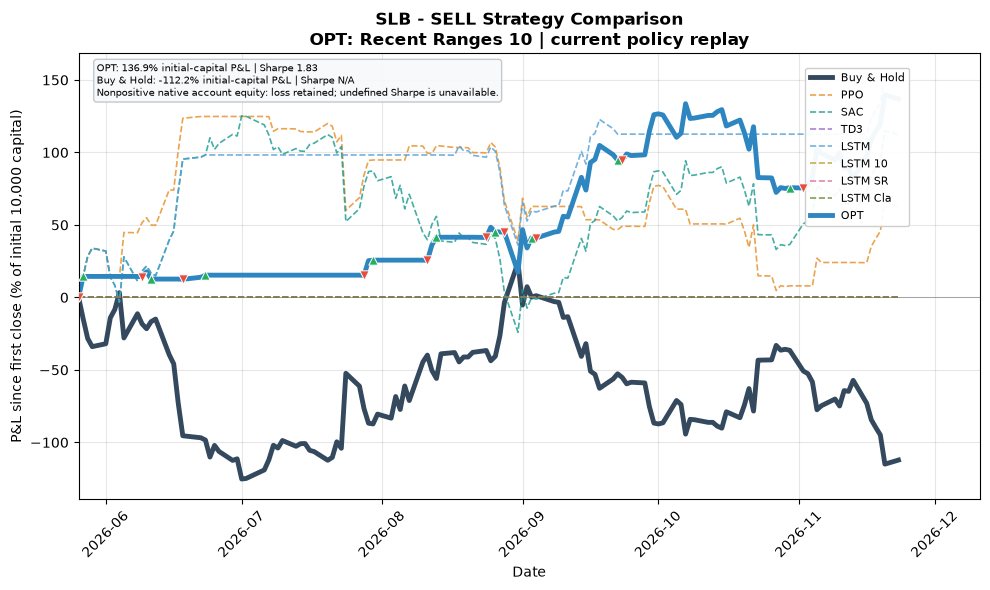 SLB - SELL Strategy Comparison
OPT: Recent Ranges 10 | current policy replay
OPT: 136.9% initial-capital P&L | Sharpe 1.83
Buy & Hold: -112.2% initial-capital P&L | Sharpe N/A
Nonpositive native account equity: loss retained; undefined Sharpe is unavailable.
Buy & Hold
PPO
SAC
TD3
LSTM
LSTM 10
LSTM SR
LSTM Cla
OPT
P&L since first close (% of initial 10,000 capital)
150
100
50
0
−50
−100
2026-06
2026-07
2026-08
2026-09
2026-10
2026-11
2026-12
Date